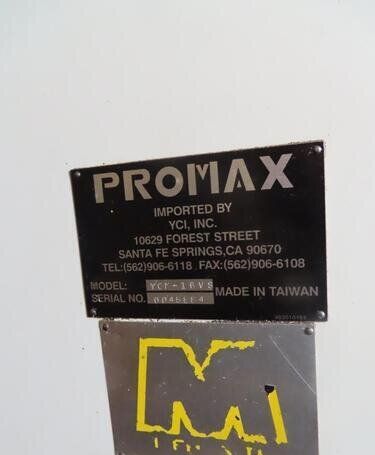 PROMAX
IMPORTED BY
YCI, INC.
10629 FOREST STREET
SANTA FE SPRINGS,CA 90670
TEL:(562)906-6118 FAX:(562)906-6108
MODEL:
SERIAL NO. MADE IN TAIWAN